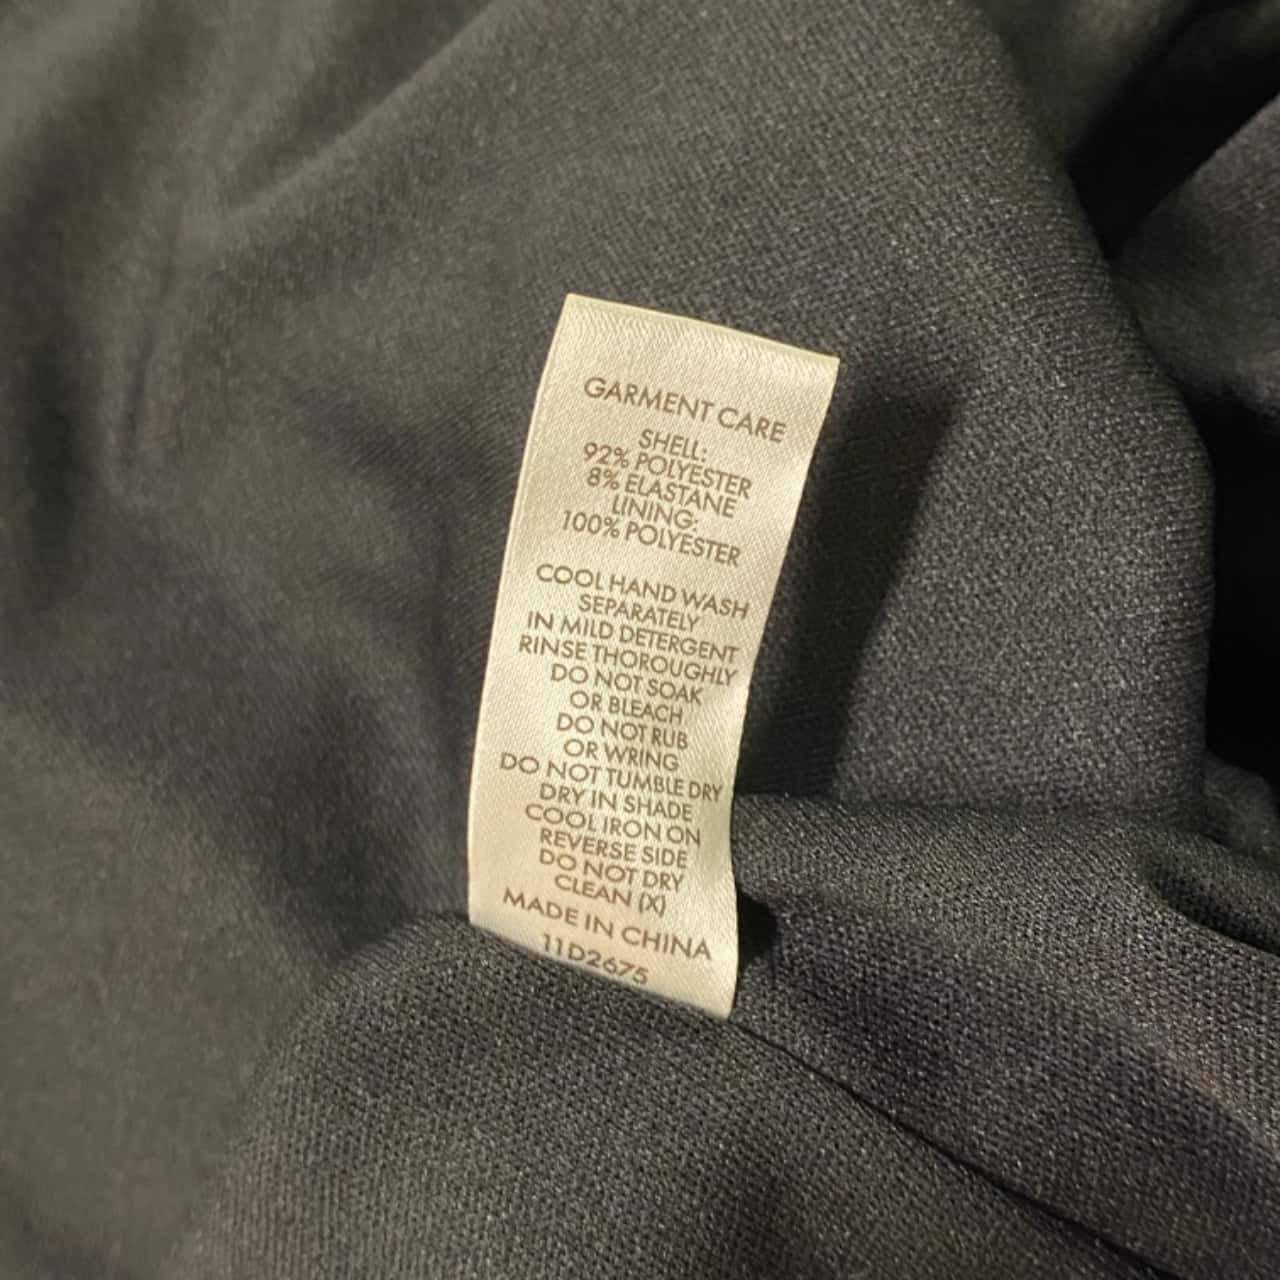 GARMENT CARE
SHELL:
92% POLYESTER
8% ELASTANE
LINING:
100% POLYESTER
COOL HAND WASH
SEPARATELY
IN MILD DETERGENT
RINSE THOROUGHLY
DO NOT SOAK
OR BLEACH
DO NOT RUB
OR WRING
DO NOT TUMBLE DRY
DRY IN SHADE
COOL IRON ON
REVERSE SIDE
DO NOT DRY
CLEAN (X)
MADE IN CHINA
11D2675